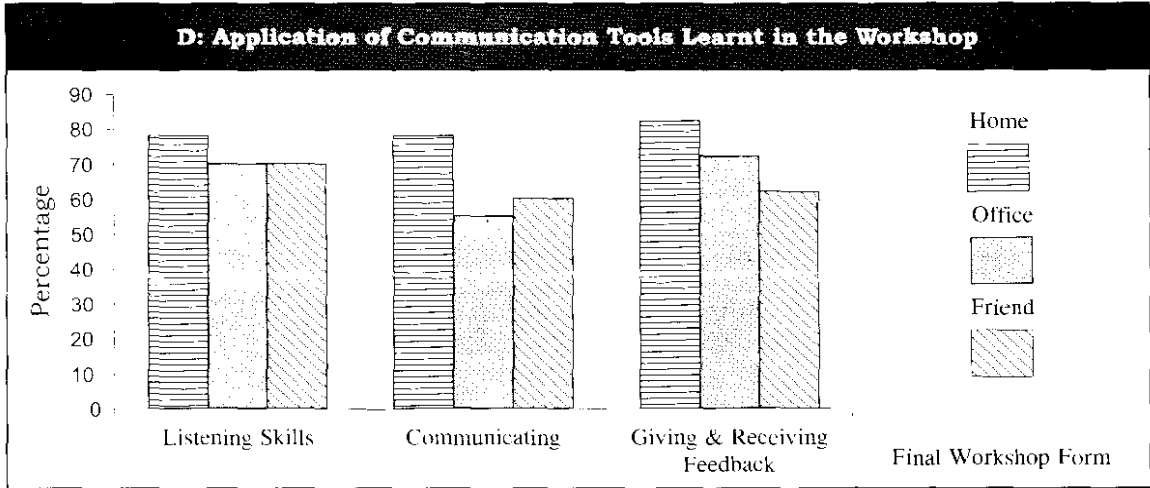 D: Application of Communication Tools Learnt in the Workshop
90
80
70
60
50
40
30
20
10
0
Percentage
Listening Skills
Communicating
Giving & Receiving
Feedback
Home
Office
Friend
Final Workshop Form